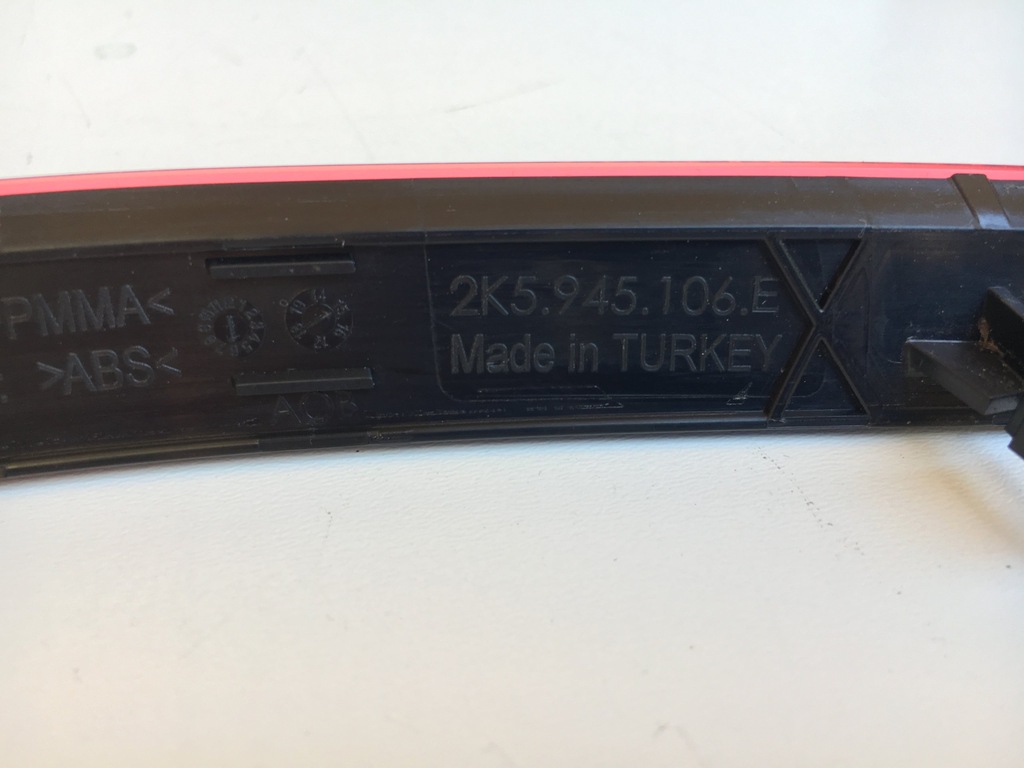 PMMA<
>ABS<
2K5.945.106.E
Made in TURKEY